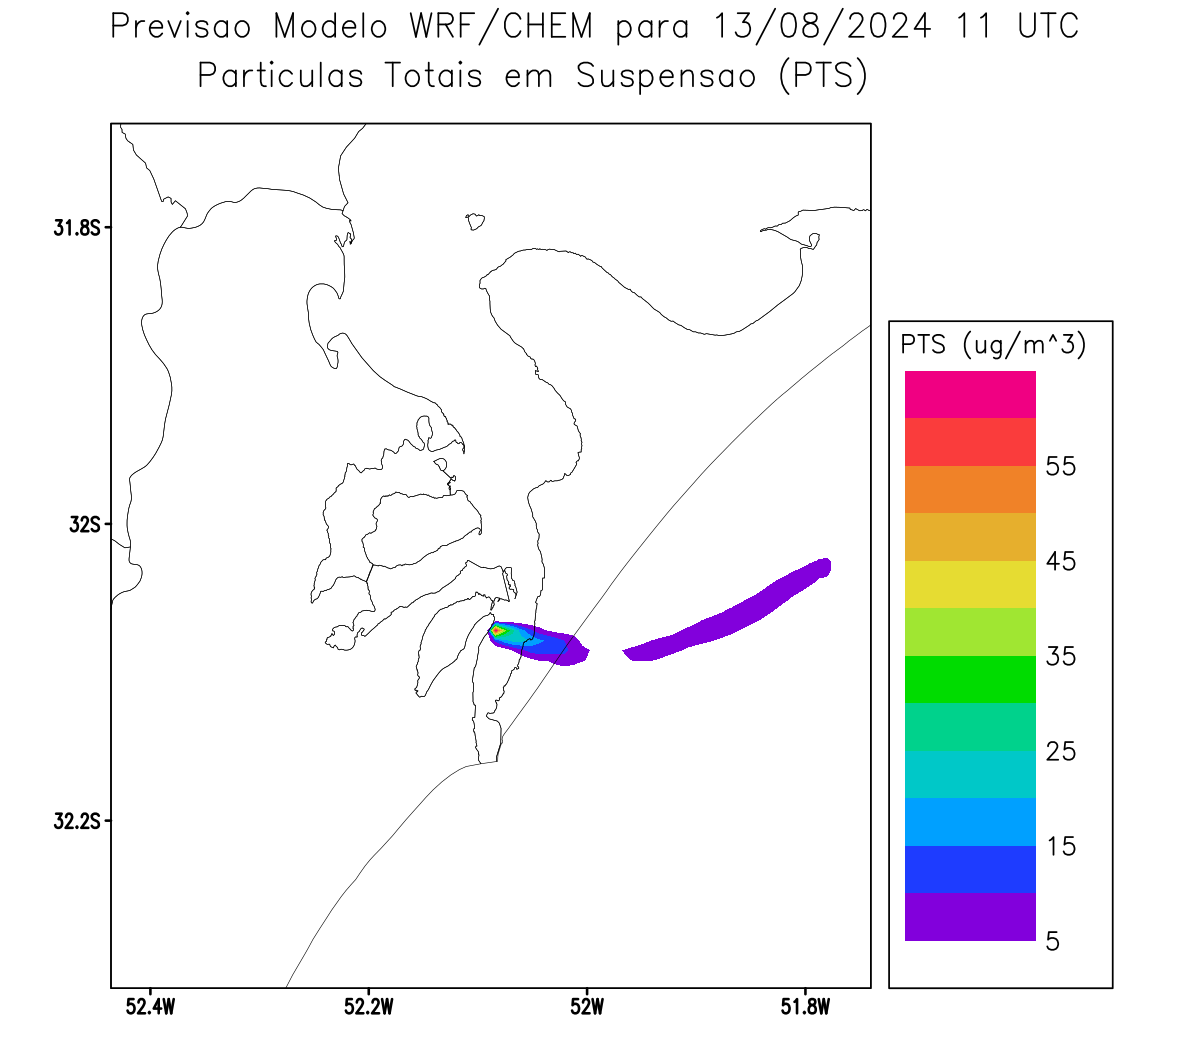 Previsao Modelo WRF/CHEM para 13/08/2024 11 UTC
Particulas Totais em Suspensao (PTS)
31.8S
32S
32.2S
52.4W
52.2W
52W
51.8W
PTS (ug/m^3)
55
45
35
25
15
5